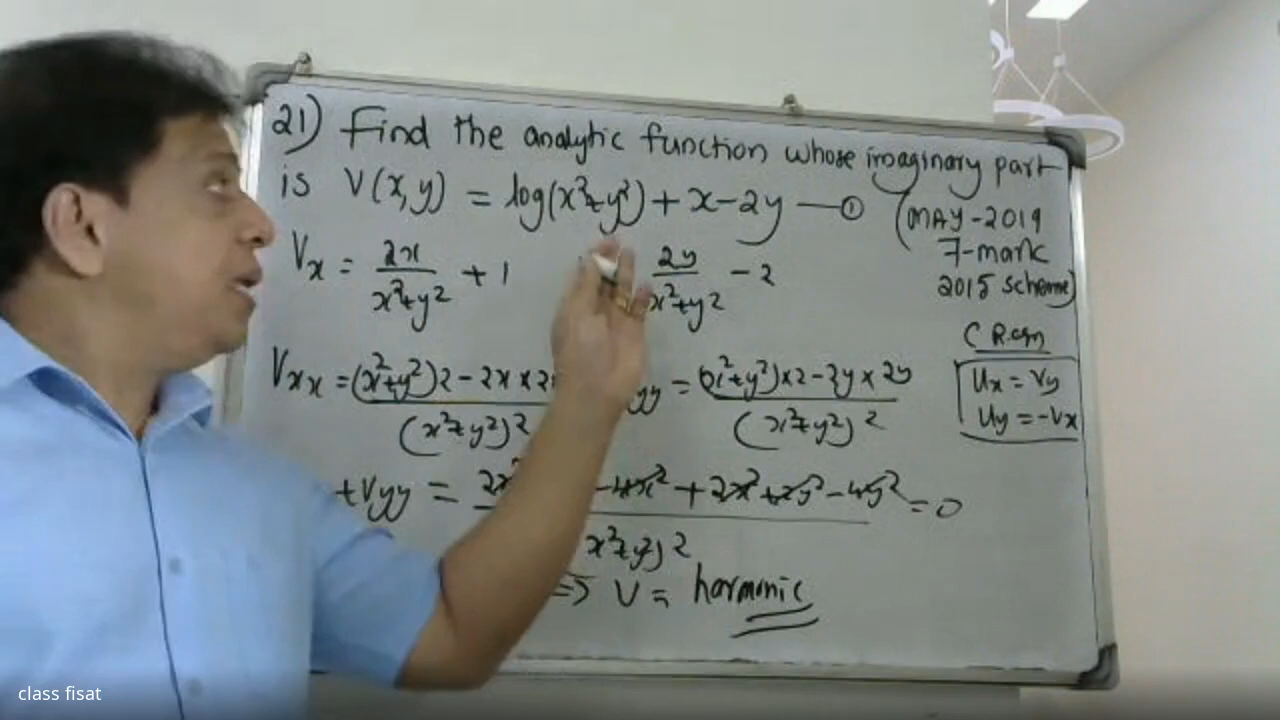 21) Find the analytic function whose imaginary part
is V(x,y) = log(x²+y²) + x-2y —①
(MAY-2019
7-mark
2015 scheme)
Vx = 2x/x²+y² + 1
2y/x²+y² - 2
C R eqn
Ux = Vy
Uy = -Vx
Vxx = (x²+y²)2 - 2x × 2
/(x²+y²)²
yy = (x²+y²)×2 - 2y × 2y/(x²+y²)²
+Vyy = 2x² -4x² + 2x² + 2y² - 4y²/x²+y²)² = 0
⇒ V = harmonic
class fisat